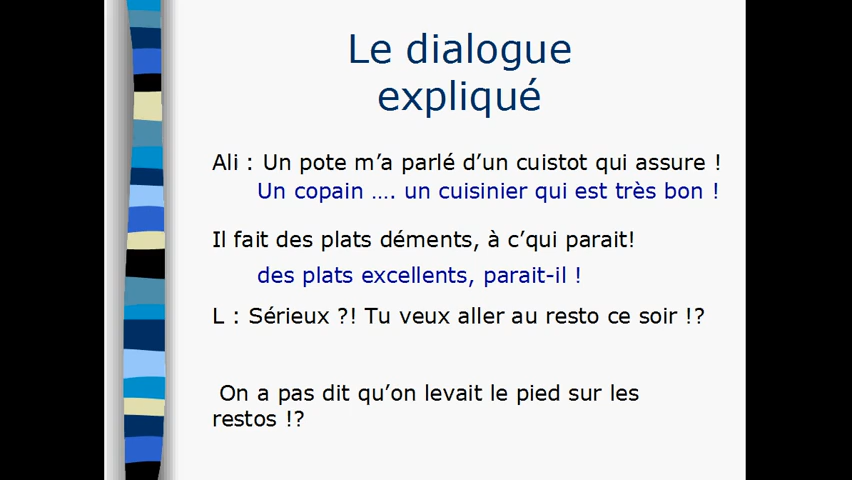 Le dialogue
expliqué
Ali : Un pote m’a parlé d’un cuistot qui assure !
Un copain …. un cuisinier qui est très bon !
Il fait des plats déments, à c’qui parait!
des plats excellents, parait-il !
L : Sérieux ?! Tu veux aller au resto ce soir !?
On a pas dit qu’on levait le pied sur les
restos !?